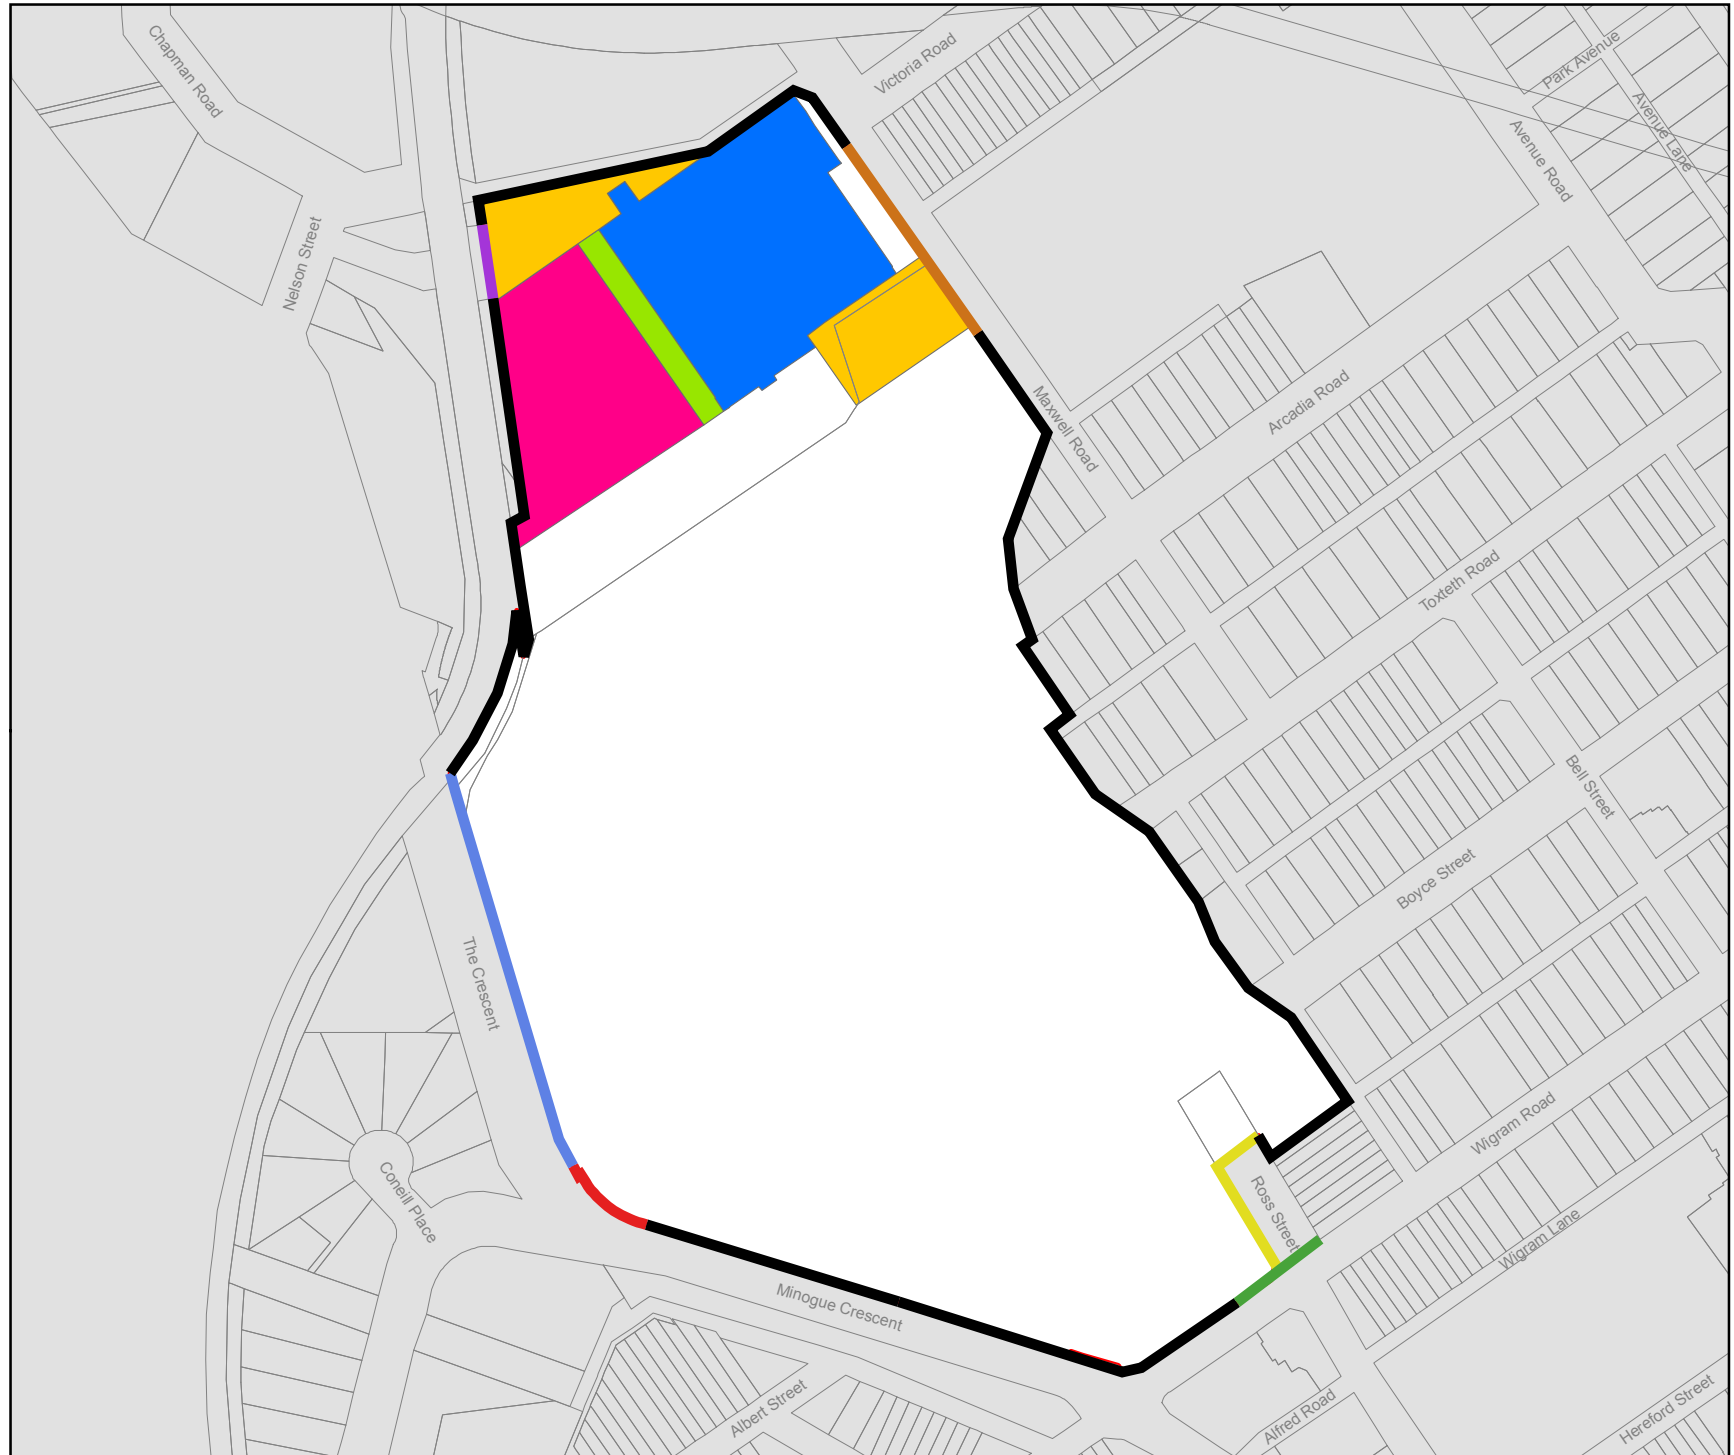 Chapman Road
Victoria Road
Park Avenue
Avenue Lane
Avenue Road
Nelson Street
Maxwell Road
Arcadia Road
Toxteth Road
Bell Street
Boyce Street
The Crescent
Wigram Road
Coneill Place
Ross Street
Wigram Lane
Minogue Crescent
Albert Street
Alfred Road
Hereford Street